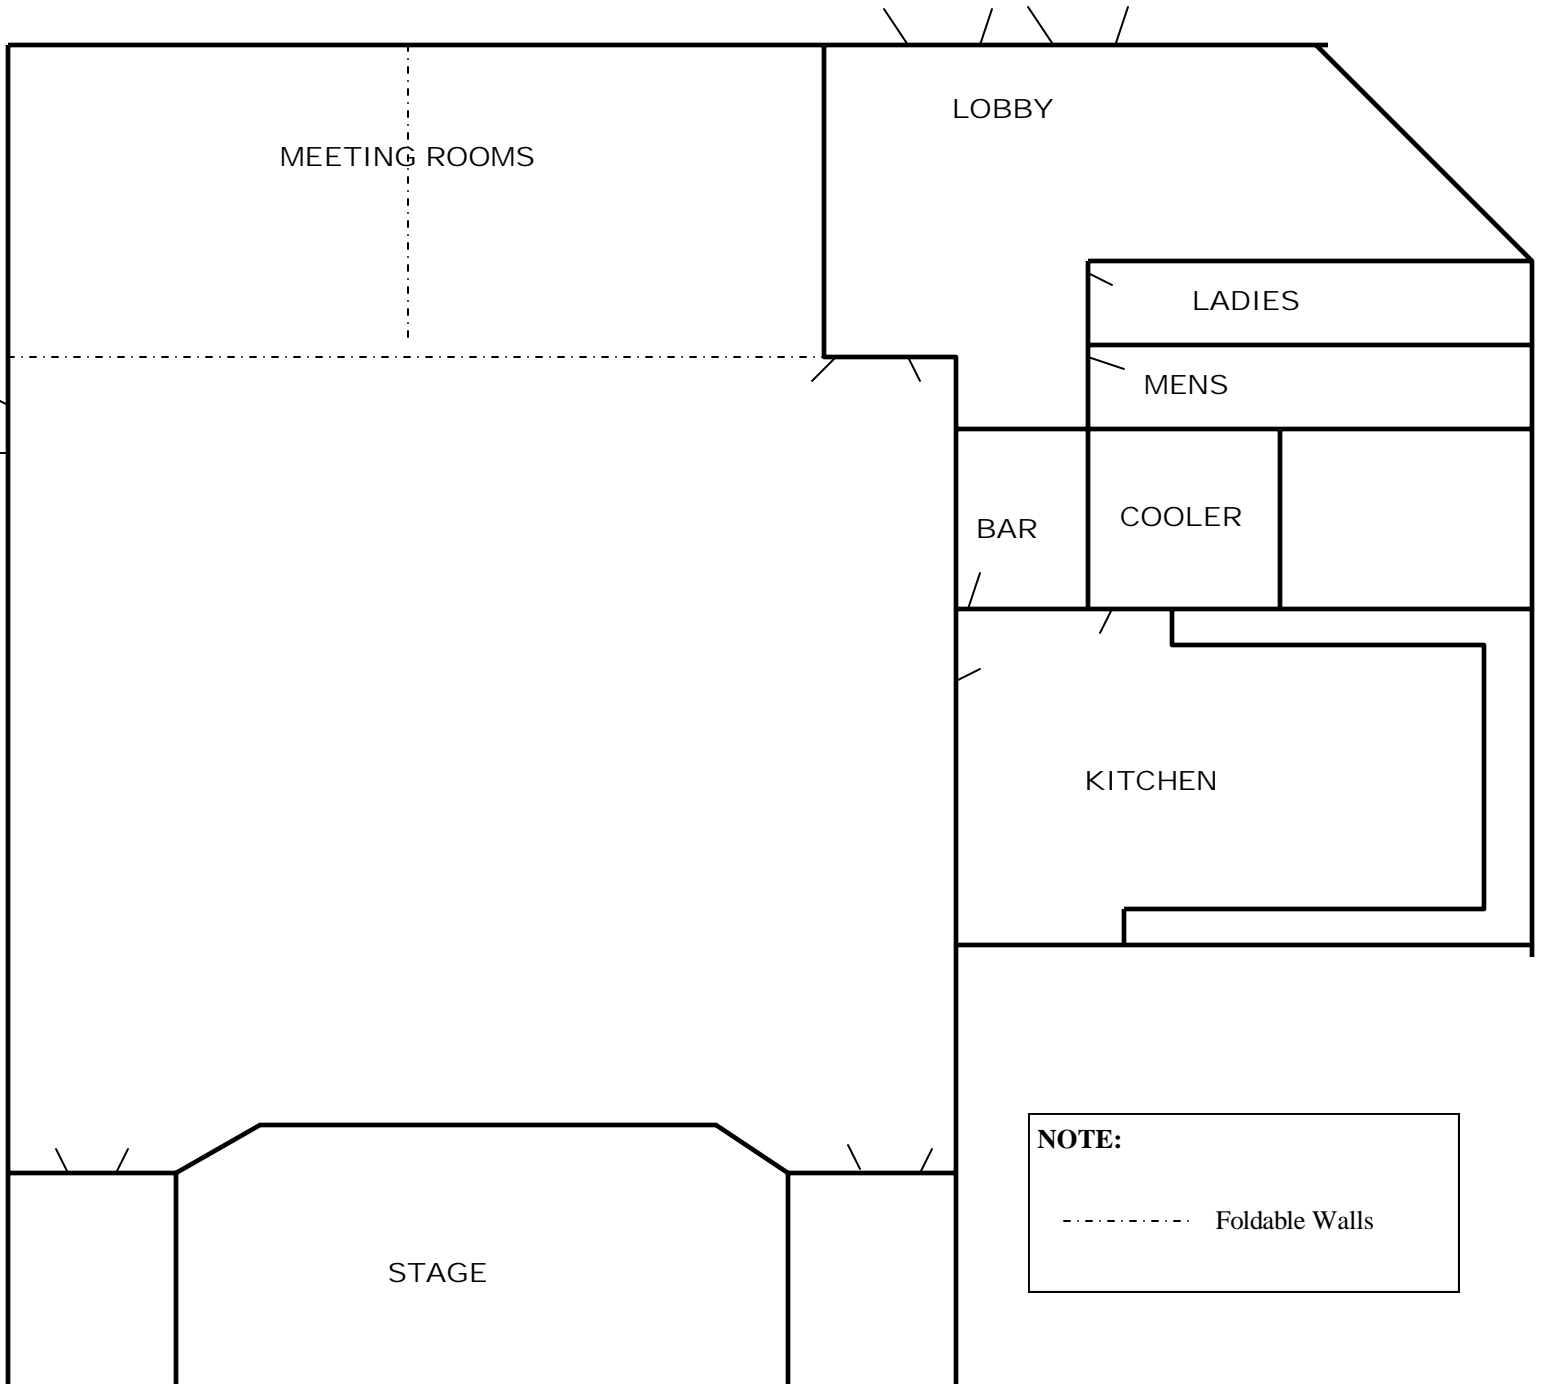 LOBBY
MEETING ROOMS
LADIES
MENS
COOLER
BAR
KITCHEN
NOTE:
Foldable Walls
STAGE